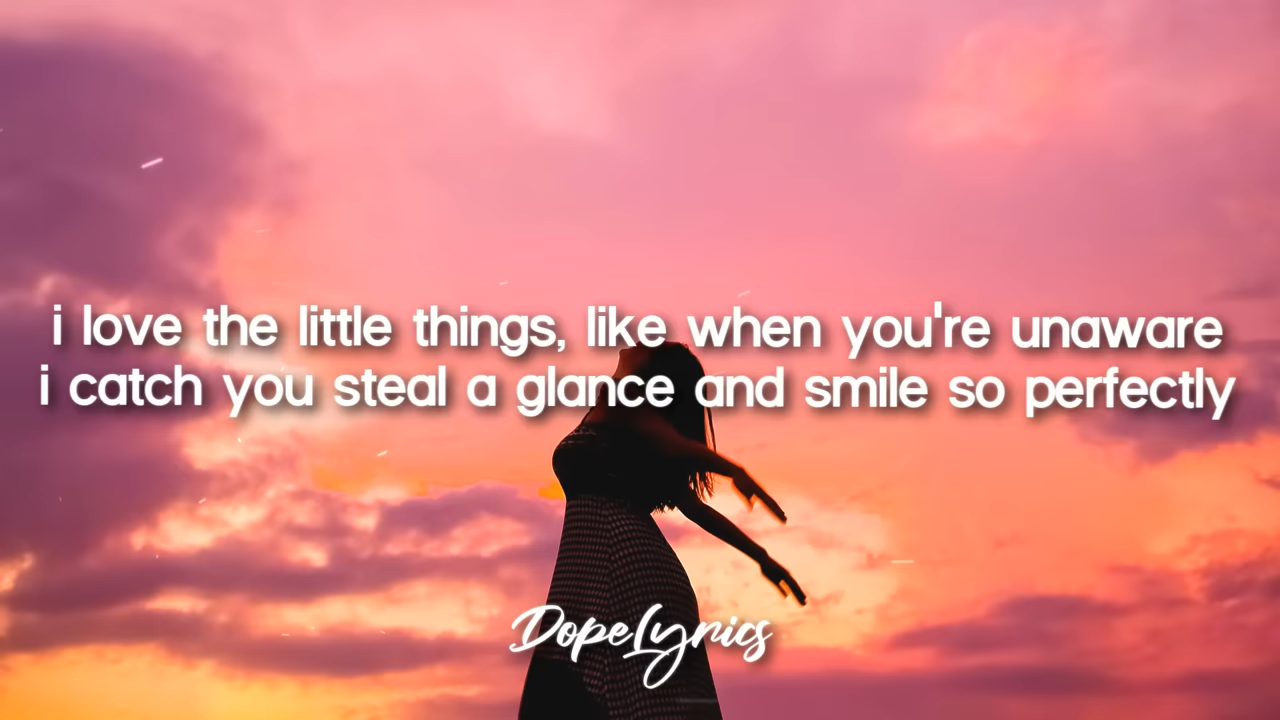 i love the little things, like when you're unaware
i catch you steal a glance and smile so perfectly
DopeLyrics